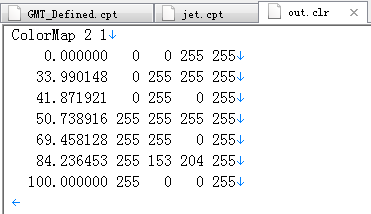 GMT_Defined.cpt jet.cpt out.clr
ColorMap 2 1
0.000000 0 0 255 255
33.990148 0 255 255 255
41.871921 0 255 0 255
50.738916 255 255 255 255
69.458128 255 255 0 255
84.236453 255 153 204 255
100.000000 255 0 0 255